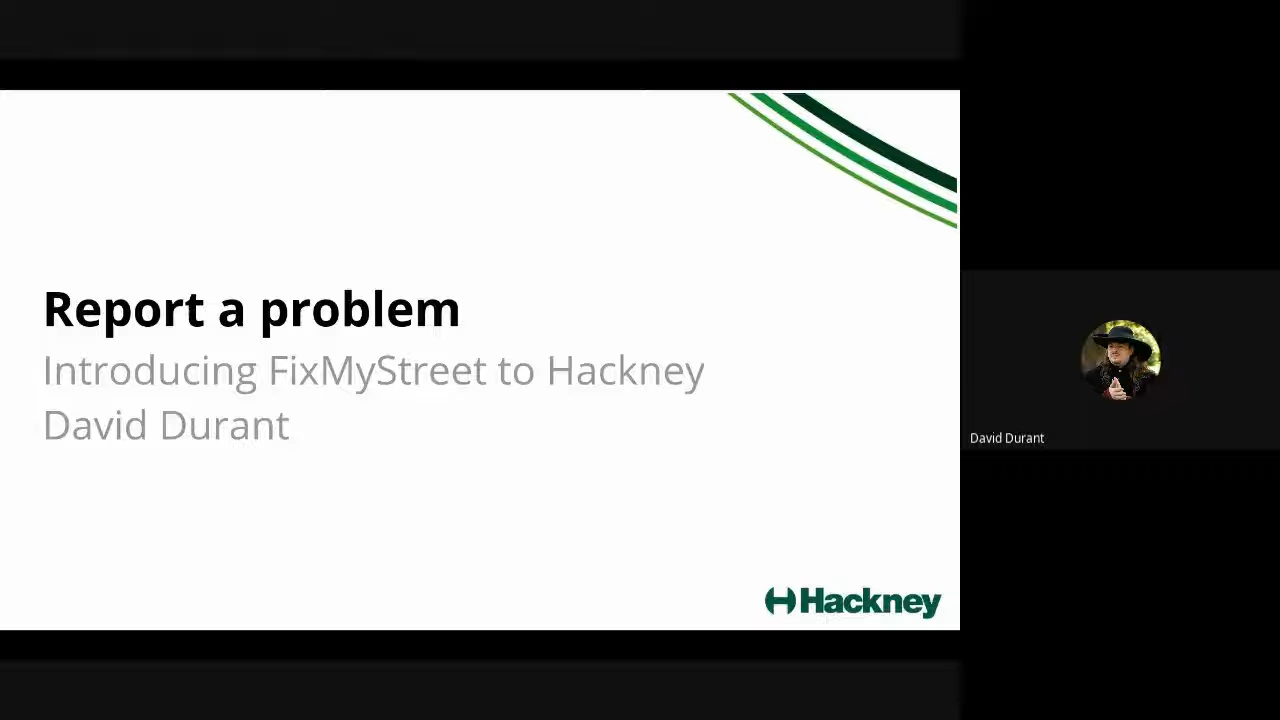 Report a problem
Introducing FixMyStreet to Hackney
David Durant
David Durant
Hackney